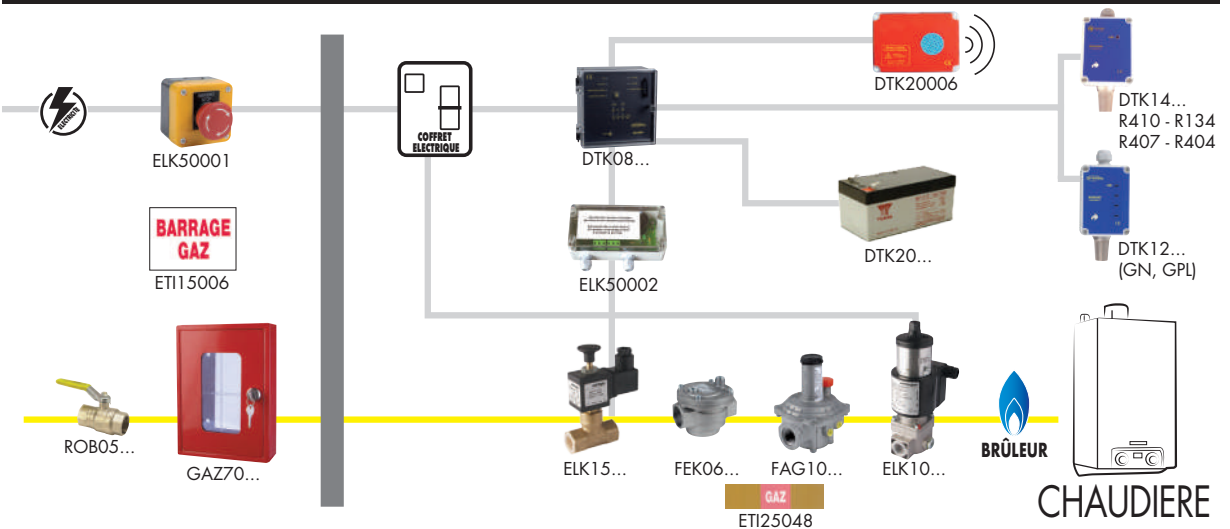 ELECTRICITE
ELK50001
COFFRET
ELECTRIQUE
DTK08...
DTK20006
DTK14...
R410 - R134
R407 - R404
BARRAGE
GAZ
ETI15006
ELK50002
DTK20...
DTK12...
(GN, GPL)
ROB05...
GAZ70...
ELK15...
FEK06...
FAG10...
ELK10...
BRÛLEUR
GAZ
ETI25048
CHAUDIERE